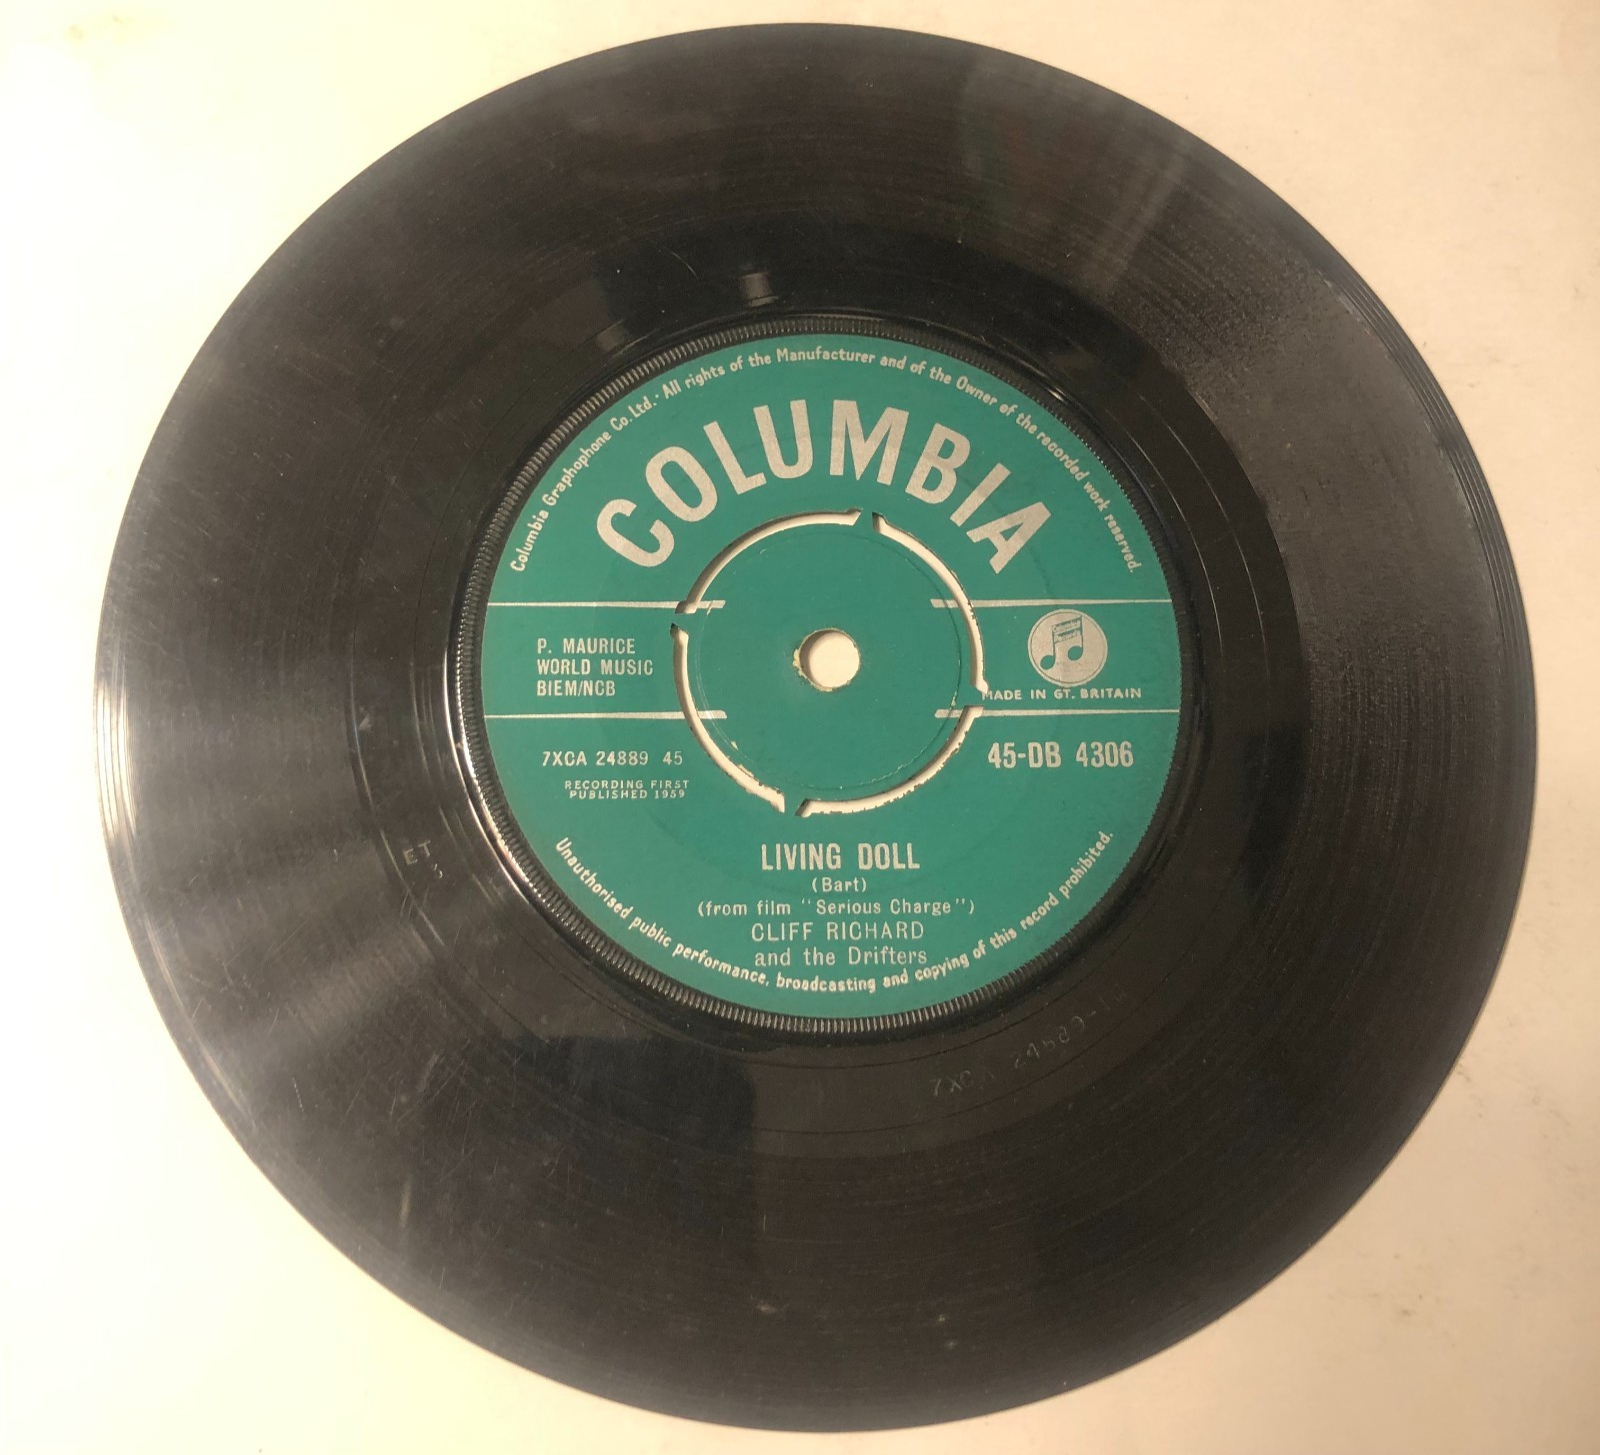 Columbia Graphophone Co. Ltd. · All rights of the Manufacturer and of the Owner of the recorded work reserved.
COLUMBIA
P. MAURICE
WORLD MUSIC
BIEM/NCB
MADE IN GT. BRITAIN
7XCA 24889 45
45-DB 4306
RECORDING FIRST
PUBLISHED 1959
LIVING DOLL
(Bart)
(from film "Serious Charge")
CLIFF RICHARD
and the Drifters
Unauthorised public performance, broadcasting and copying of this record prohibited.
ET